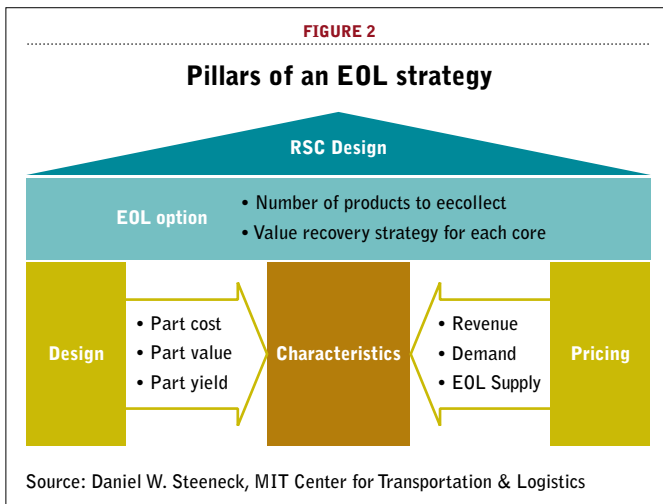 FIGURE 2
Pillars of an EOL strategy
RSC Design
EOL option
• Number of products to eecollect
• Value recovery strategy for each core
Design
• Part cost
• Part value
• Part yield
Characteristics
• Revenue
• Demand
• EOL Supply
Pricing
Source: Daniel W. Steeneck, MIT Center for Transportation & Logistics